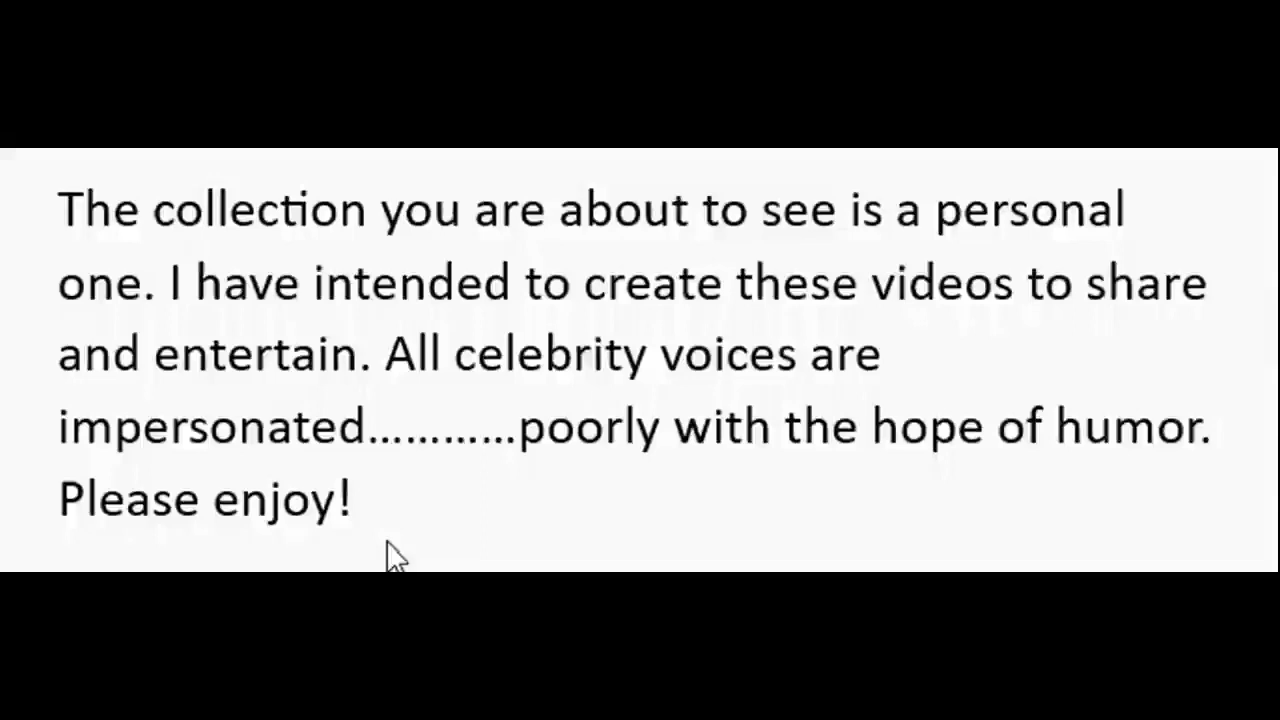 The collection you are about to see is a personal
one. I have intended to create these videos to share
and entertain. All celebrity voices are
impersonated…………poorly with the hope of humor.
Please enjoy!